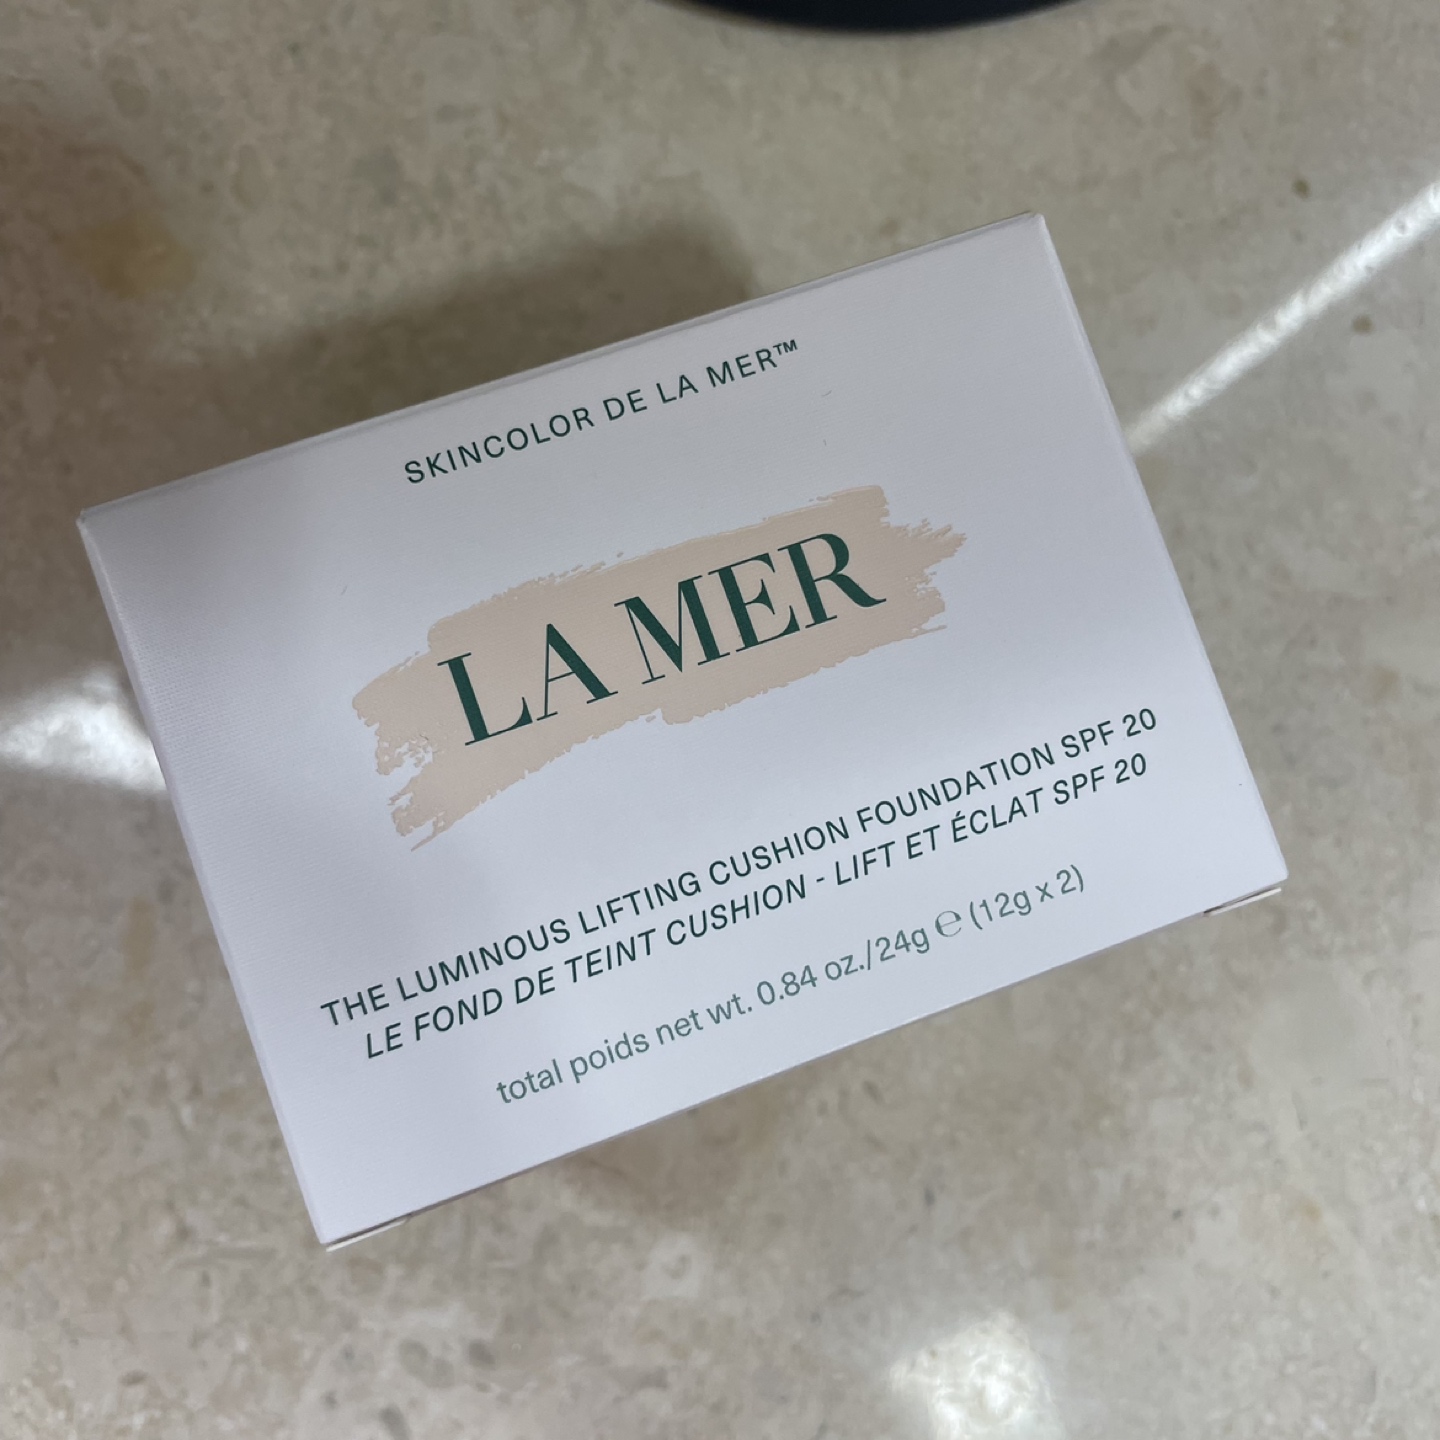 SKINCOLOR DE LA MER™
LA MER
THE LUMINOUS LIFTING CUSHION FOUNDATION SPF 20
LE FOND DE TEINT CUSHION - LIFT ET ÉCLAT SPF 20
total poids net wt. 0.84 oz./24g ℮ (12g x 2)